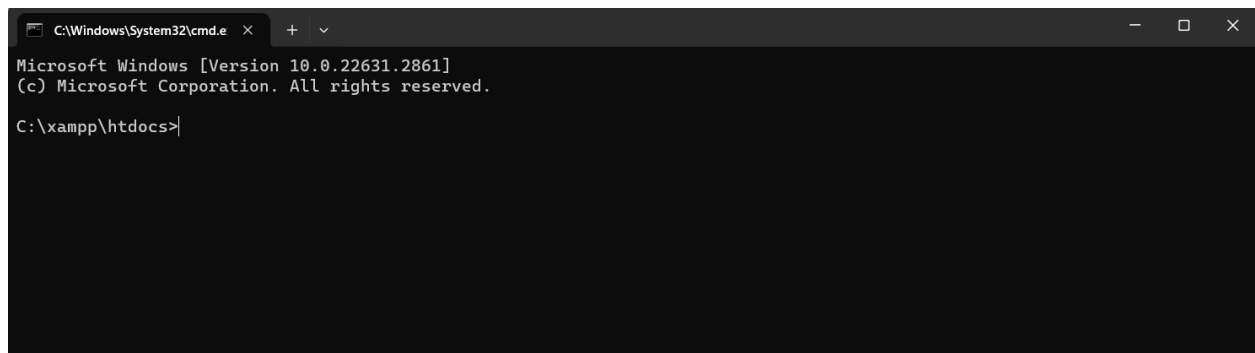 C:\Windows\System32\cmd.e
Microsoft Windows [Version 10.0.22631.2861]
(c) Microsoft Corporation. All rights reserved.
C:\xampp\htdocs>